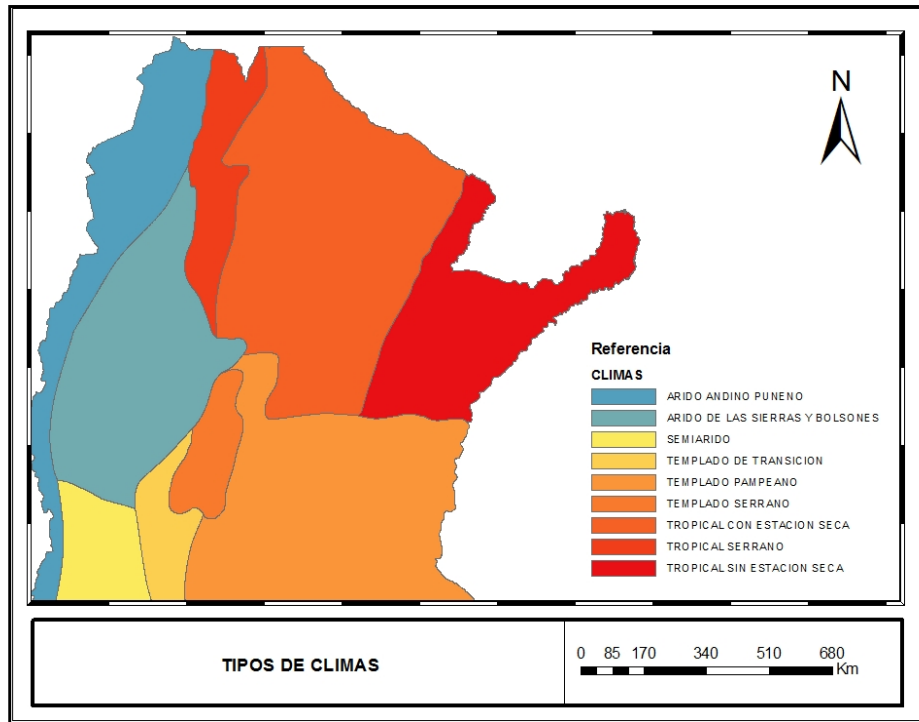 N
Referencia
CLIMAS
ARIDO ANDINO PUNENO
ARIDO DE LAS SIERRAS Y BOLSONES
SEMIARIDO
TEMPLADO DE TRANSICION
TEMPLADO PAMPEANO
TEMPLADO SERRANO
TROPICAL CON ESTACION SECA
TROPICAL SERRANO
TROPICAL SIN ESTACION SECA
TIPOS DE CLIMAS
0 85 170 340 510 680
Km